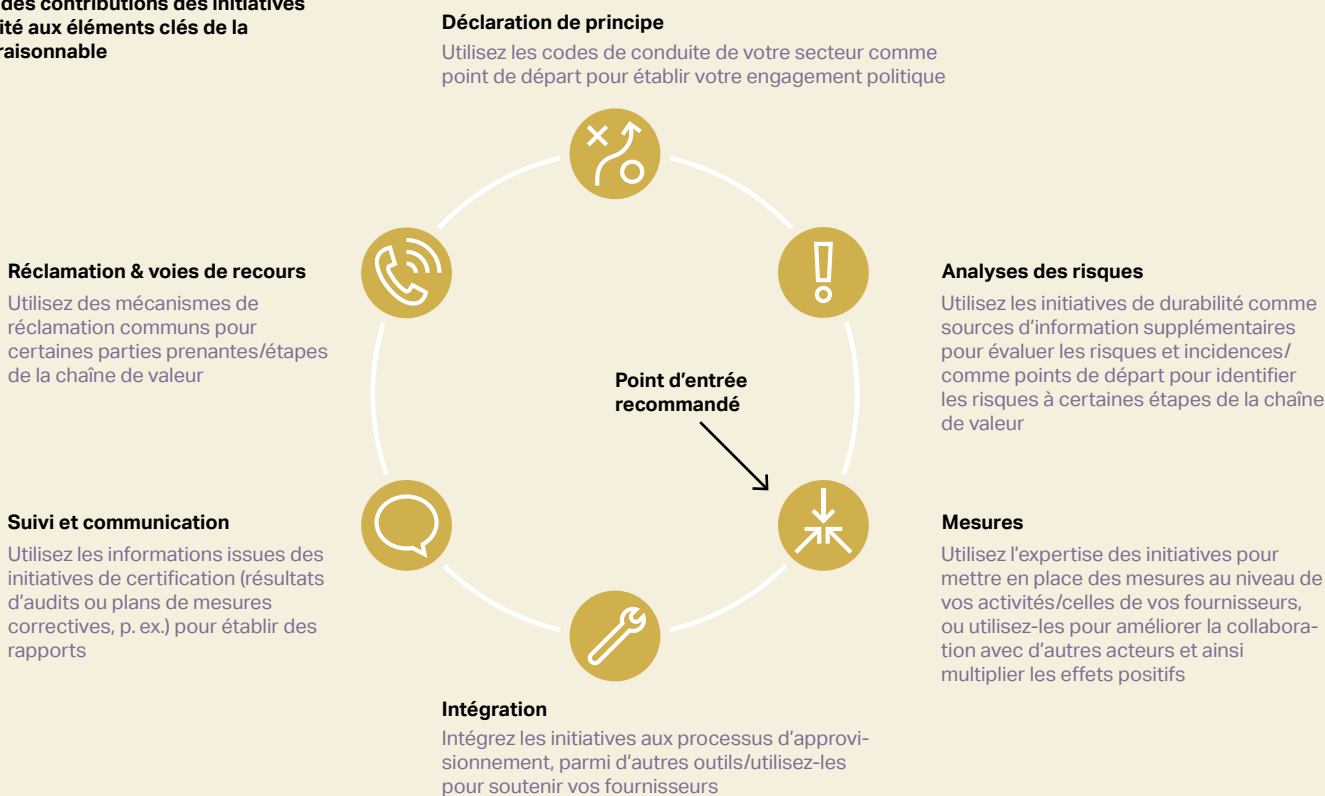 des contributions des initiatives
ité aux éléments clés de la
raisonnable
Déclaration de principe
Utilisez les codes de conduite de votre secteur comme
point de départ pour établir votre engagement politique
Réclamation & voies de recours
Utilisez des mécanismes de
réclamation communs pour
certaines parties prenantes/étapes
de la chaîne de valeur
Analyses des risques
Utilisez les initiatives de durabilité comme
sources d’information supplémentaires
pour évaluer les risques et incidences/
comme points de départ pour identifier
les risques à certaines étapes de la chaîne
de valeur
Point d’entrée
recommandé
Suivi et communication
Utilisez les informations issues des
initiatives de certification (résultats
d’audits ou plans de mesures
correctives, p. ex.) pour établir des
rapports
Mesures
Utilisez l’expertise des initiatives pour
mettre en place des mesures au niveau de
vos activités/celles de vos fournisseurs,
ou utilisez-les pour améliorer la collabora-
tion avec d’autres acteurs et ainsi
multiplier les effets positifs
Intégration
Intégrez les initiatives aux processus d’approvi-
sionnement, parmi d’autres outils/utilisez-les
pour soutenir vos fournisseurs